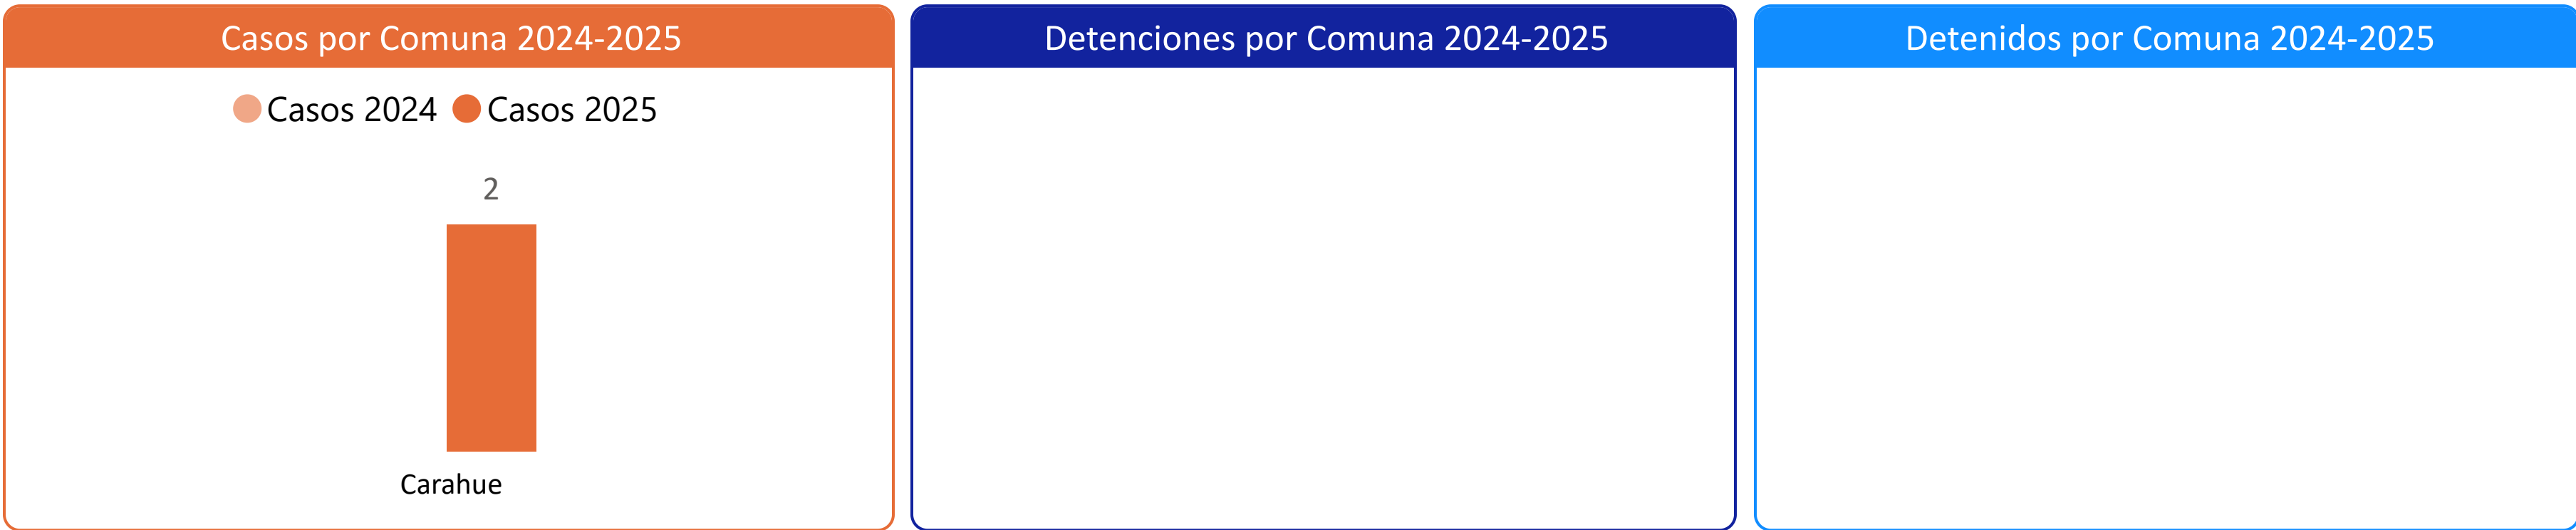 Casos por Comuna 2024-2025
Casos 2024 Casos 2025
2
Carahue
Detenciones por Comuna 2024-2025
Detenidos por Comuna 2024-2025